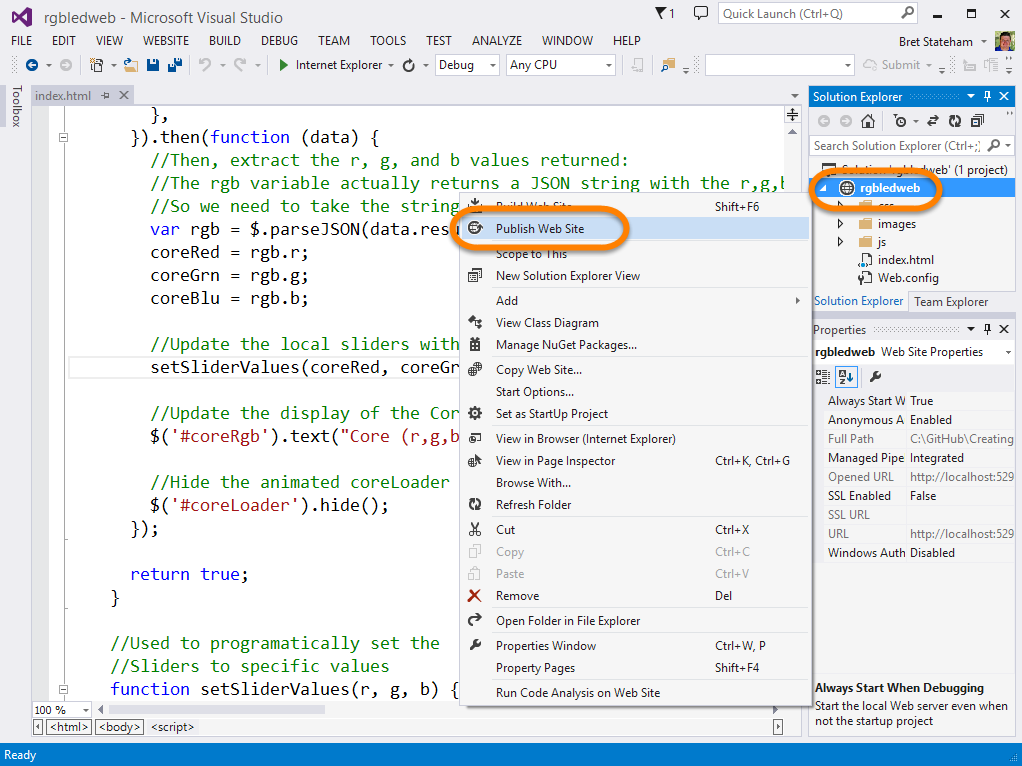 rgbledweb - Microsoft Visual Studio
1
Quick Launch (Ctrl+Q)
FILE EDIT VIEW WEBSITE BUILD DEBUG TEAM TOOLS TEST ANALYZE WINDOW HELP
Bret Stateham
Internet Explorer
Debug
Any CPU
Submit
Toolbox
index.html
},
}).then(function (data) {
//Then, extract the r, g, and b values returned:
//The rgb variable actually returns a JSON string with the r,g,b
//So we need to take the string
var rgb = $.parseJSON(data.resu
coreRed = rgb.r;
coreGrn = rgb.g;
coreBlu = rgb.b;
//Update the local sliders with
setSliderValues(coreRed, coreGr
//Update the display of the Cor
$('#coreRgb').text("Core (r,g,b
//Hide the animated coreLoader
$('#coreLoader').hide();
});
return true;
}
//Used to programatically set the
//Sliders to specific values
function setSliderValues(r, g, b) {
100 %
<html> <body> <script>
Ready
Build Web Site Shift+F6
Publish Web Site
Scope to This
New Solution Explorer View
Add
View Class Diagram
Manage NuGet Packages...
Copy Web Site...
Start Options...
Set as StartUp Project
View in Browser (Internet Explorer)
View in Page Inspector Ctrl+K, Ctrl+G
Browse With...
Refresh Folder
Cut Ctrl+X
Copy Ctrl+C
Paste Ctrl+V
Remove Del
Open Folder in File Explorer
Properties Window Ctrl+W, P
Property Pages Shift+F4
Run Code Analysis on Web Site
Solution Explorer
Search Solution Explorer (Ctrl+;)
Solution 'rgbledweb' (1 project)
rgbledweb
css
images
js
index.html
Web.config
Solution Explorer Team Explorer
Properties
rgbledweb Web Site Properties
Always Start W True
Anonymous A Enabled
Full Path C:\GitHub\Creating
Managed Pipe Integrated
Opened URL http://localhost:529
SSL Enabled False
SSL URL
URL http://localhost:529
Windows Auth Disabled
Always Start When Debugging
Start the local Web server even when
not the startup project